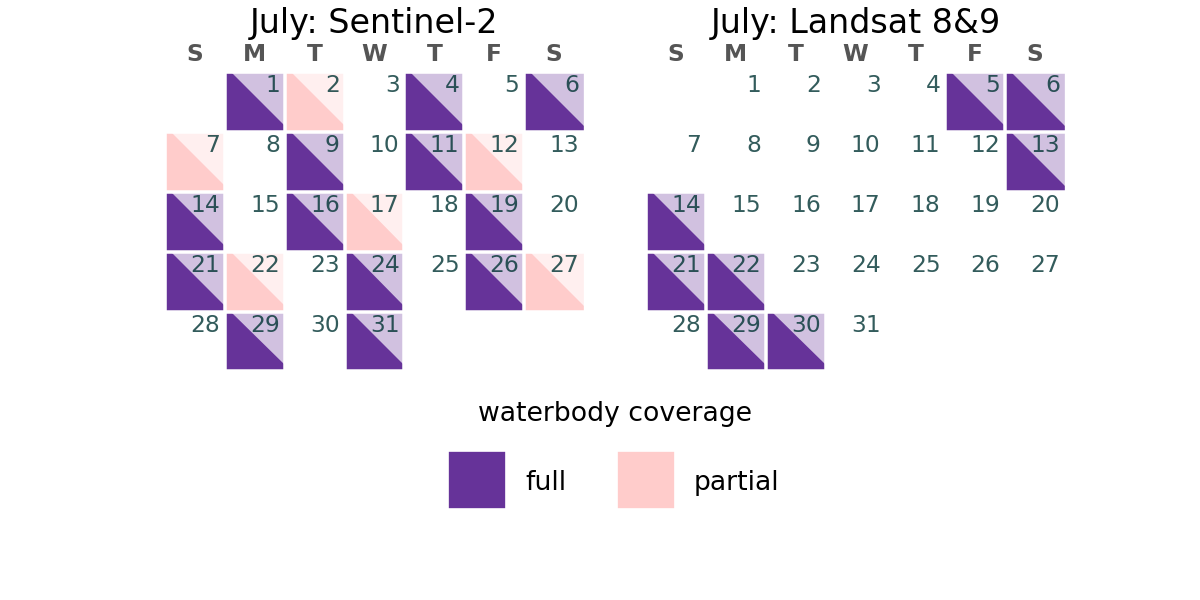 July: Sentinel-2
S M T W T F S
1 2 3 4 5 6
7 8 9 10 11 12 13
14 15 16 17 18 19 20
21 22 23 24 25 26 27
28 29 30 31
July: Landsat 8&9
S M T W T F S
1 2 3 4 5 6
7 8 9 10 11 12 13
14 15 16 17 18 19 20
21 22 23 24 25 26 27
28 29 30 31
waterbody coverage
full
partial